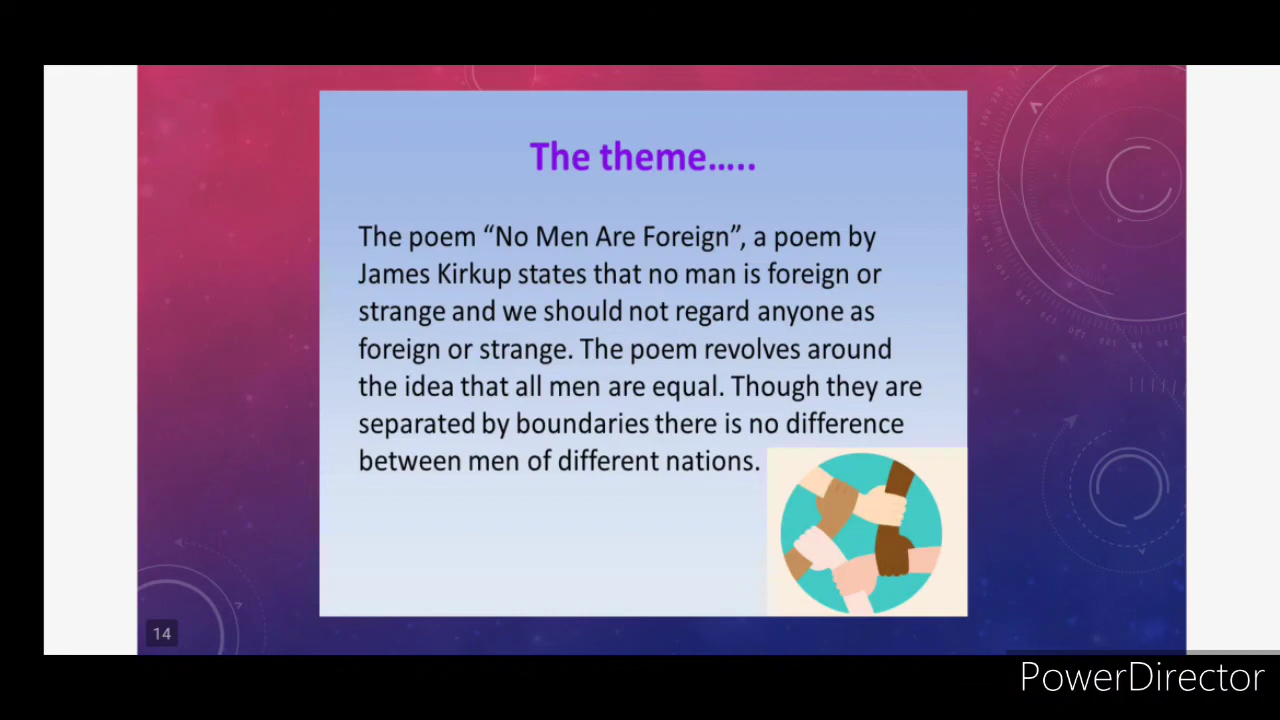 The theme.....
The poem “No Men Are Foreign”, a poem by
James Kirkup states that no man is foreign or
strange and we should not regard anyone as
foreign or strange. The poem revolves around
the idea that all men are equal. Though they are
separated by boundaries there is no difference
between men of different nations.
14
PowerDirector